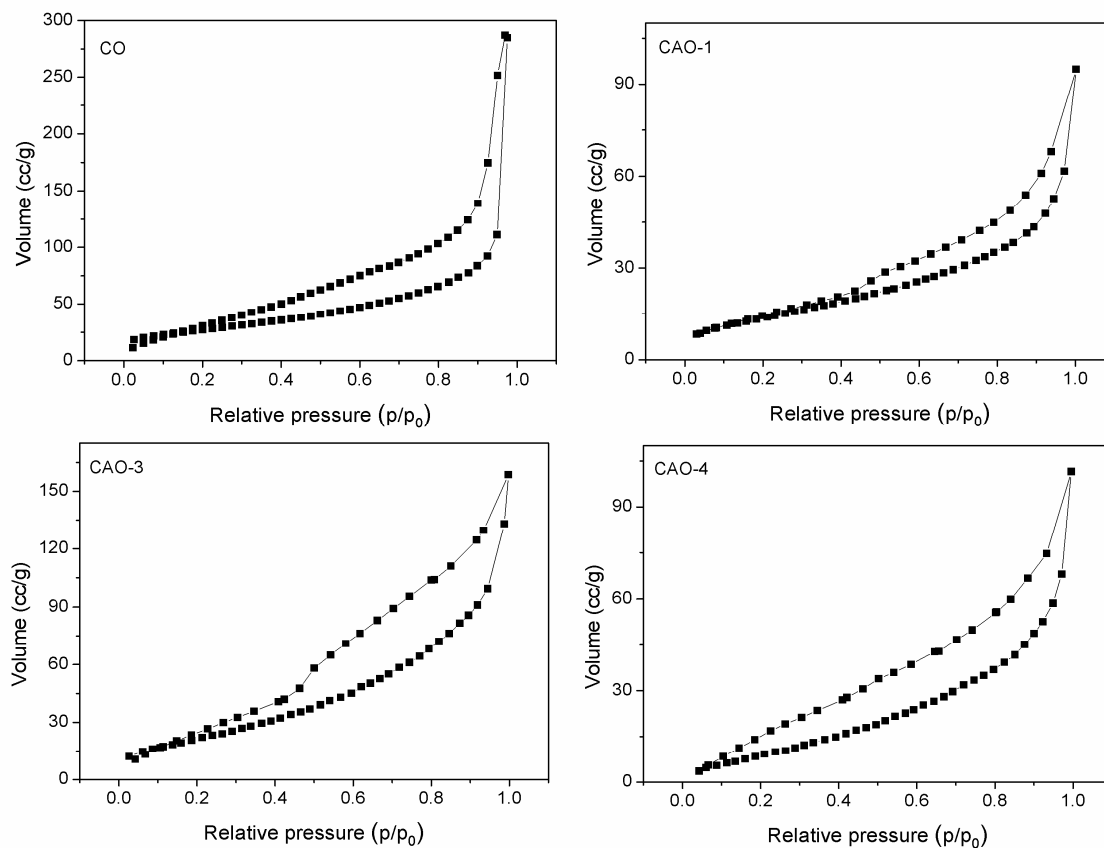 CO
300
250
200
150
100
50
0
Volume (cc/g)
0.0 0.2 0.4 0.6 0.8 1.0
Relative pressure (p/p₀)
CAO-1
90
60
30
0
Volume (cc/g)
0.0 0.2 0.4 0.6 0.8 1.0
Relative pressure (p/p₀)
CAO-3
150
120
90
60
30
0
Volume (cc/g)
0.0 0.2 0.4 0.6 0.8 1.0
Relative pressure (p/p₀)
CAO-4
90
60
30
0
Volume (cc/g)
0.0 0.2 0.4 0.6 0.8 1.0
Relative pressure (p/p₀)